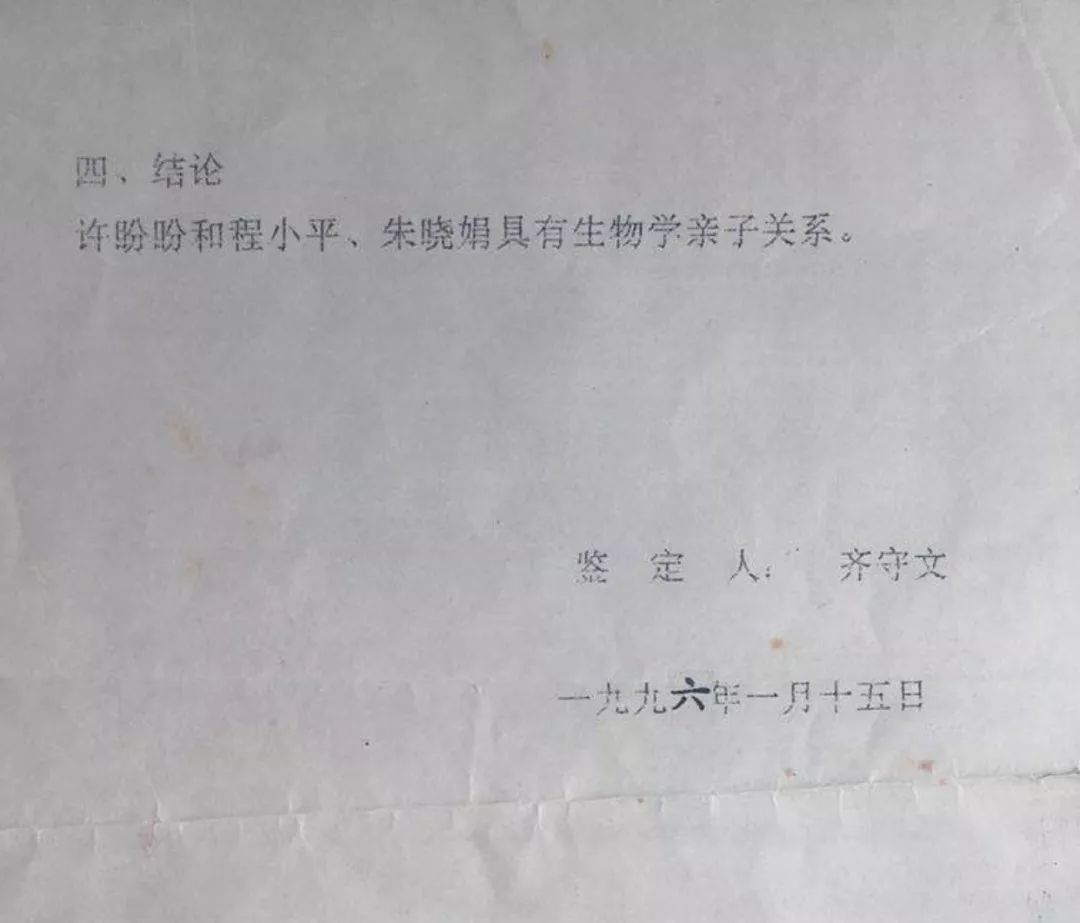 四、结论
许盼盼和程小平、朱晓娟具有生物学亲子关系。
鉴 定 人: 齐守文
一九九六年一月十五日